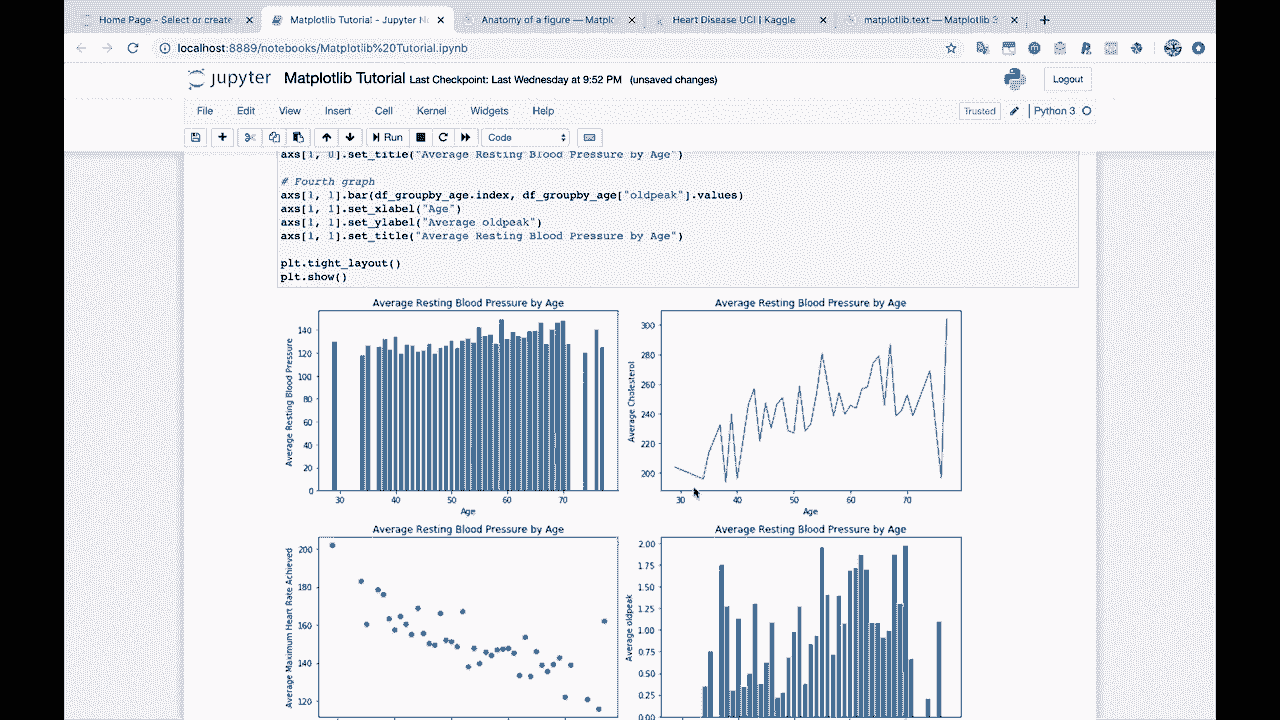 Home Page - Select or create
Matplotlib Tutorial - Jupyter N
Anatomy of a figure — Matplo
Heart Disease UCI | Kaggle
matplotlib.text — Matplotlib 3
localhost:8889/notebooks/Matplotlib%20Tutorial.ipynb
jupyter Matplotlib Tutorial Last Checkpoint: Last Wednesday at 9:52 PM (unsaved changes)
Logout
File Edit View Insert Cell Kernel Widgets Help
Trusted
Python 3
Run
Code
axs[1, 0].set_title("Average Resting Blood Pressure by Age")
# Fourth graph
axs[1, 1].bar(df_groupby_age.index, df_groupby_age["oldpeak"].values)
axs[1, 1].set_xlabel("Age")
axs[1, 1].set_ylabel("Average oldpeak")
axs[1, 1].set_title("Average Resting Blood Pressure by Age")
plt.tight_layout()
plt.show()
Average Resting Blood Pressure by Age
Average Resting Blood Pressure
140
120
100
80
60
40
20
0
30 40 50 60 70
Age
Average Resting Blood Pressure by Age
Average Cholesterol
300
280
260
240
220
200
30 40 50 60 70
Age
Average Resting Blood Pressure by Age
Average Maximum Heart Rate Achieved
200
180
160
140
120
Average Resting Blood Pressure by Age
Average oldpeak
2.00
1.75
1.50
1.25
1.00
0.75
0.50
0.25
0.00